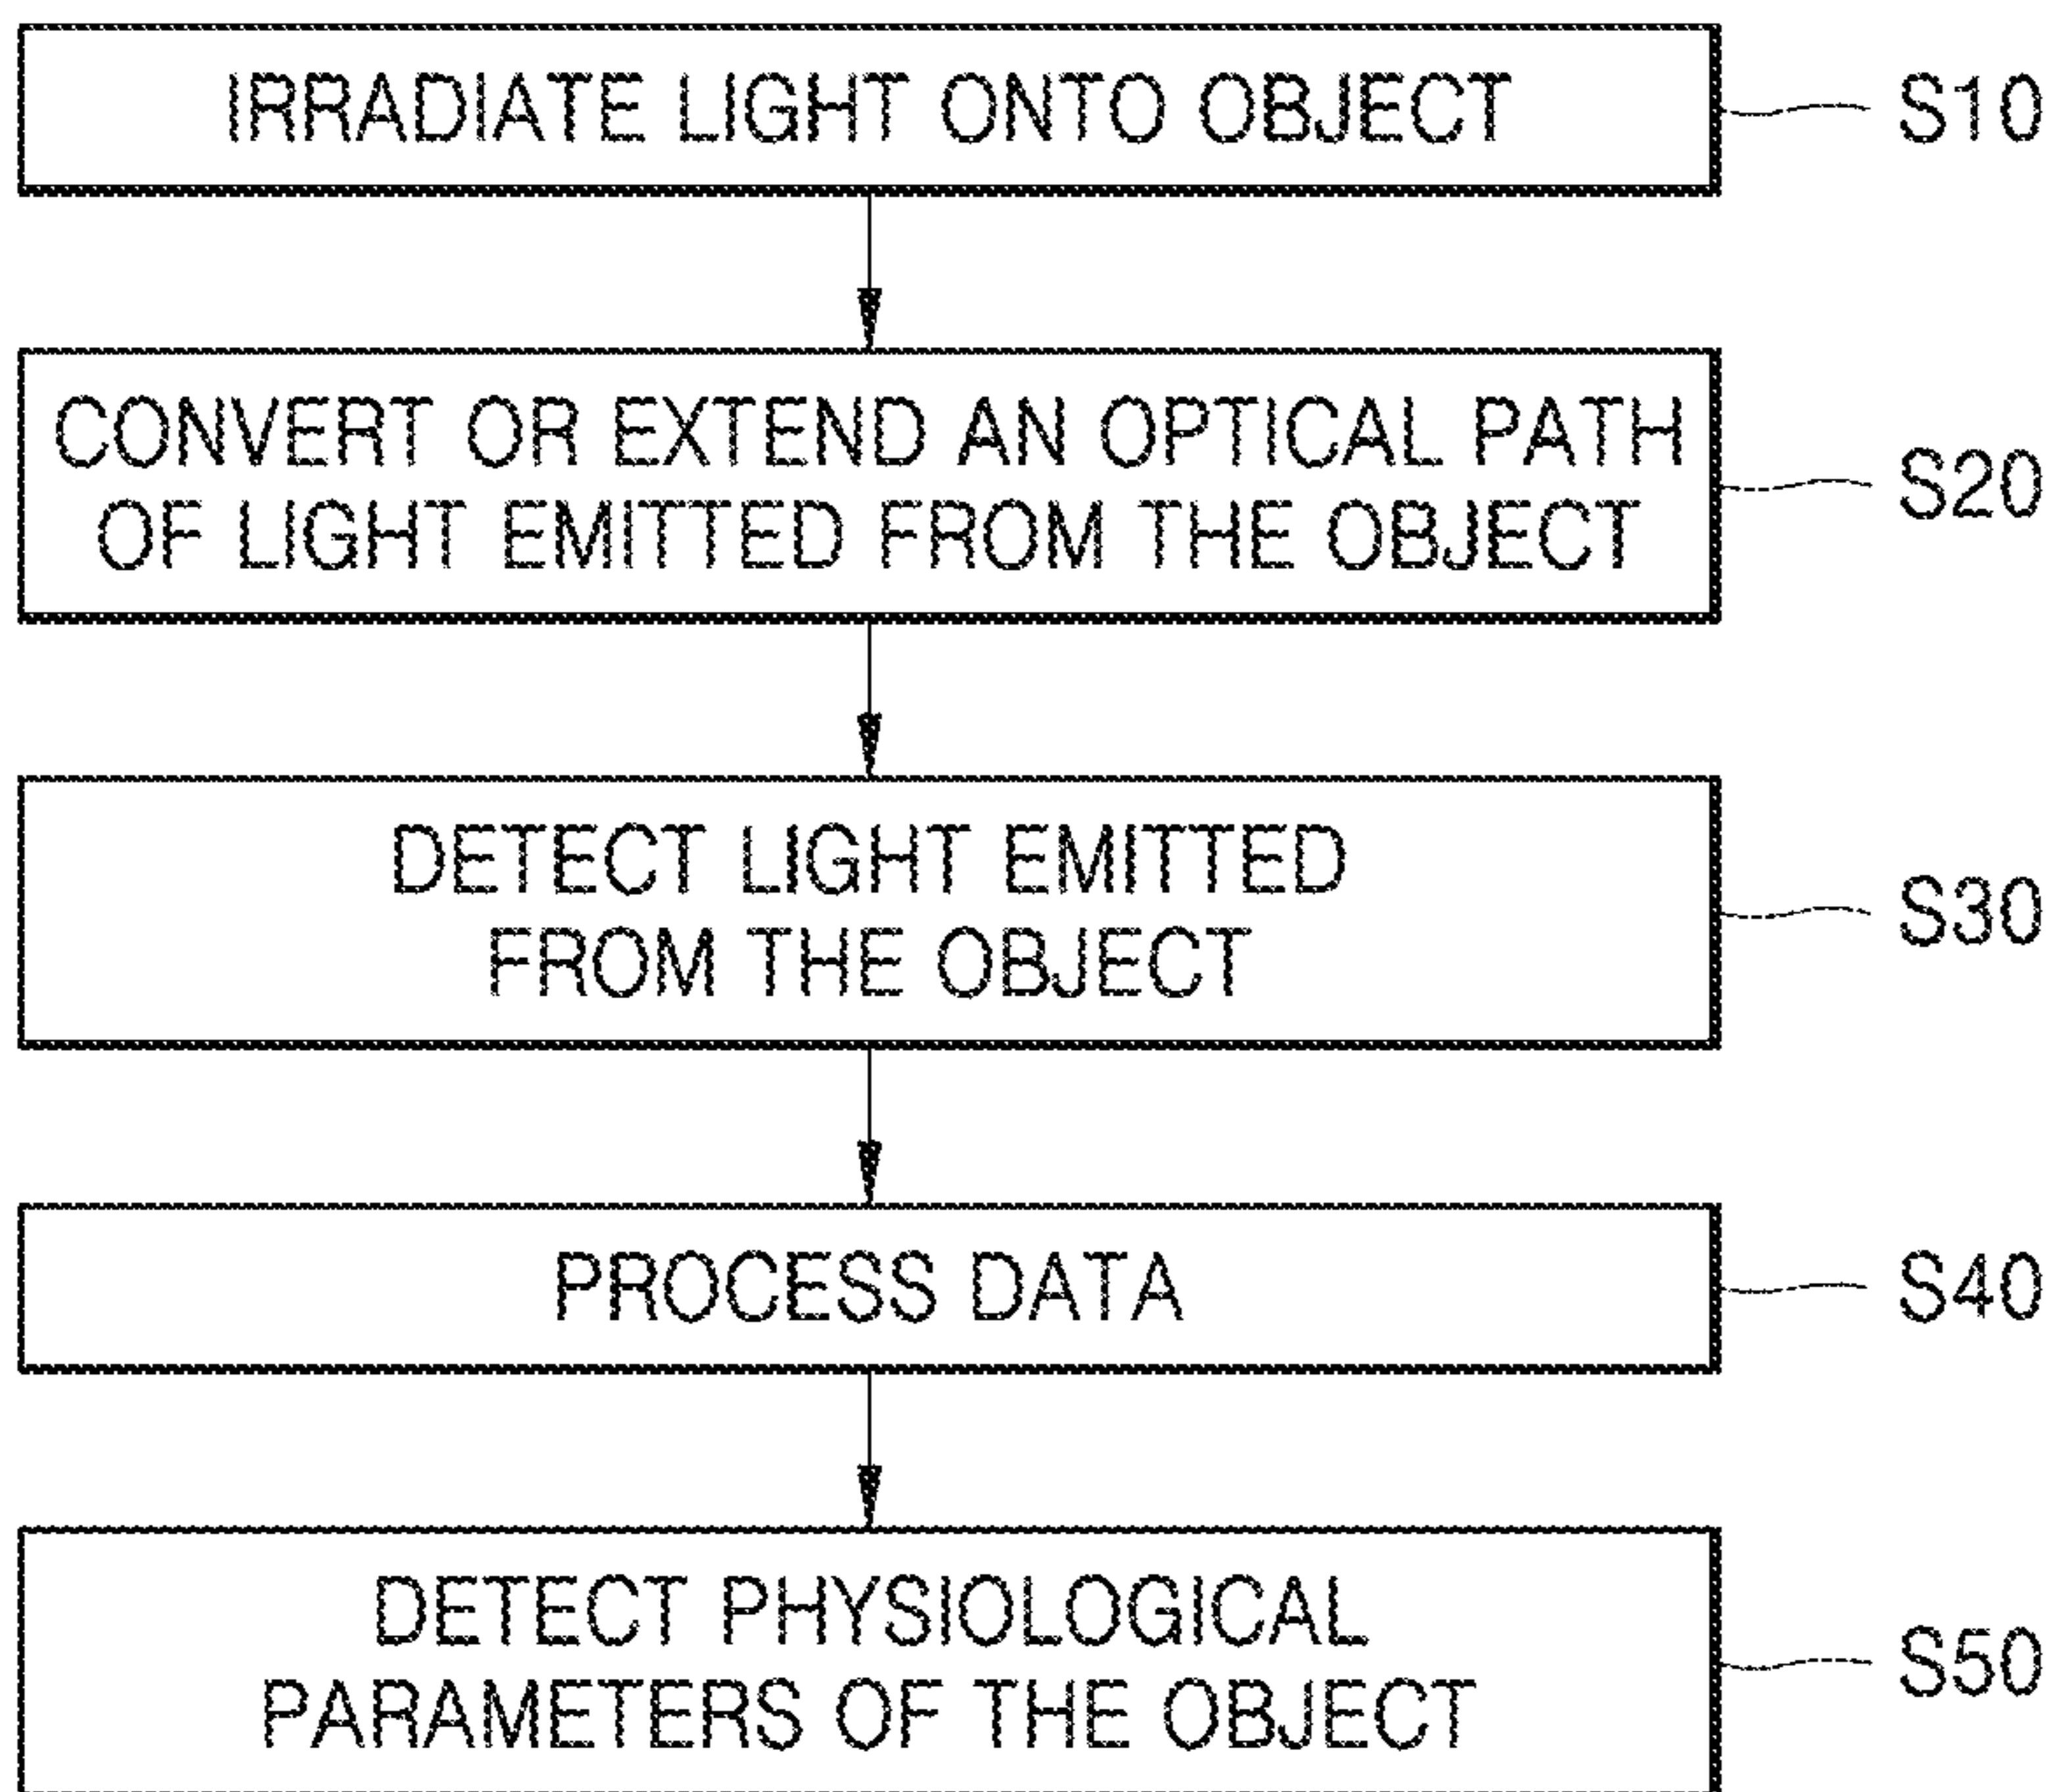 IRRADIATE LIGHT ONTO OBJECT
S10
CONVERT OR EXTEND AN OPTICAL PATH
OF LIGHT EMITTED FROM THE OBJECT
S20
DETECT LIGHT EMITTED
FROM THE OBJECT
S30
PROCESS DATA
S40
DETECT PHYSIOLOGICAL
PARAMETERS OF THE OBJECT
S50